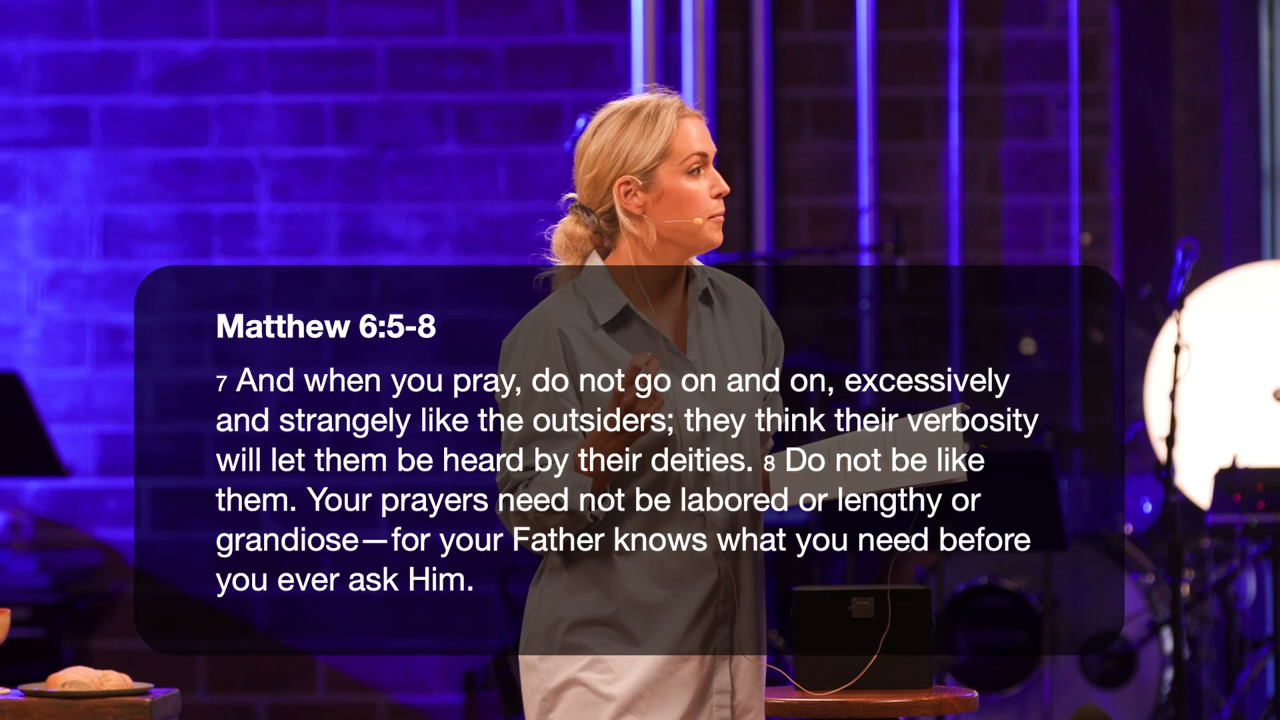 Matthew 6:5-8
7 And when you pray, do not go on and on, excessively
and strangely like the outsiders; they think their verbosity
will let them be heard by their deities. 8 Do not be like
them. Your prayers need not be labored or lengthy or
grandiose—for your Father knows what you need before
you ever ask Him.